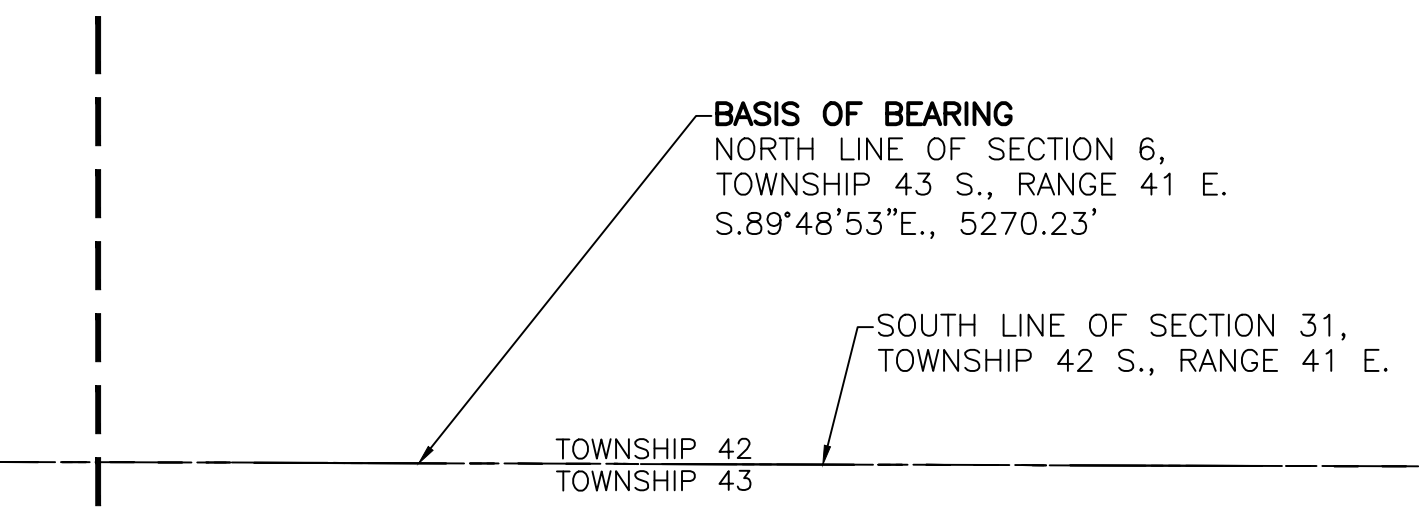 BASIS OF BEARING
NORTH LINE OF SECTION 6,
TOWNSHIP 43 S., RANGE 41 E.
S.89°48'53"E., 5270.23'
SOUTH LINE OF SECTION 31,
TOWNSHIP 42 S., RANGE 41 E.
TOWNSHIP 42
TOWNSHIP 43